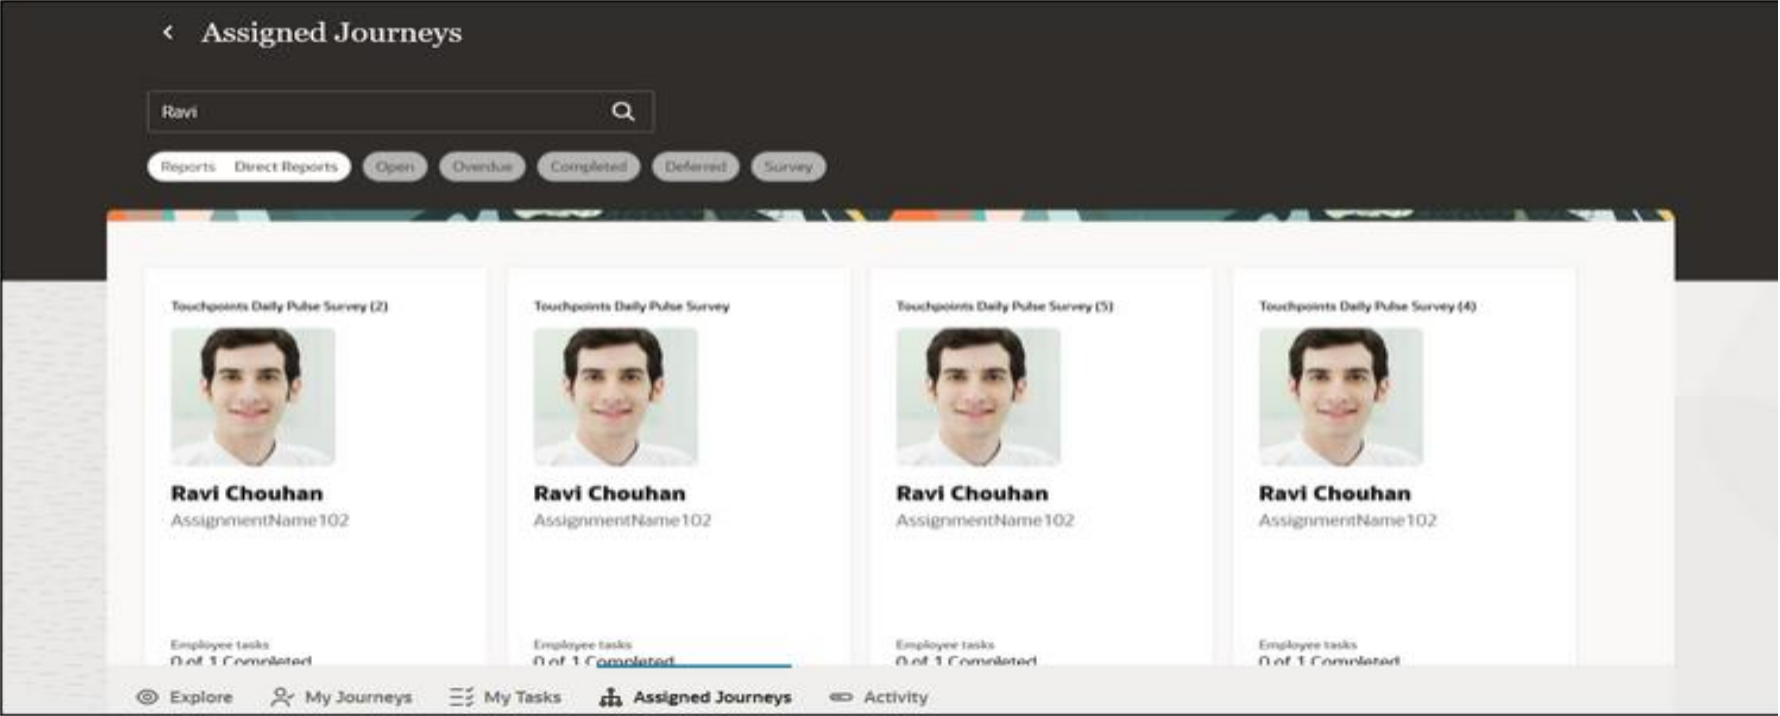 Assigned Journeys
Ravi
Reports Direct Reports Open Overdue Completed Deferred Survey
Touchpoints Daily Pulse Survey (2)
Ravi Chouhan
AssignmentName102
Employee tasks
0 of 1 Completed
Touchpoints Daily Pulse Survey
Ravi Chouhan
AssignmentName102
Employee tasks
0 of 1 Completed
Touchpoints Daily Pulse Survey (5)
Ravi Chouhan
AssignmentName102
Employee tasks
0 of 1 Completed
Touchpoints Daily Pulse Survey (4)
Ravi Chouhan
AssignmentName102
Employee tasks
0 of 1 Completed
Explore My Journeys My Tasks Assigned Journeys Activity